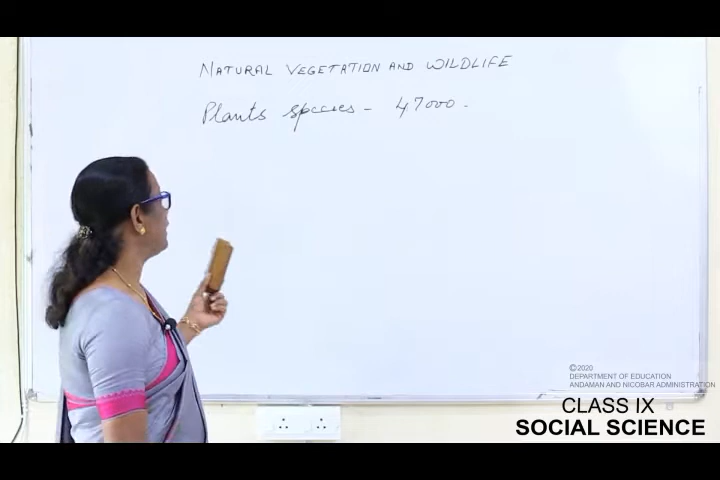 NATURAL VEGETATION AND WILDLIFE
Plants species - 47000.
©2020
DEPARTMENT OF EDUCATION
ANDAMAN AND NICOBAR ADMINISTRATION
CLASS IX
SOCIAL SCIENCE